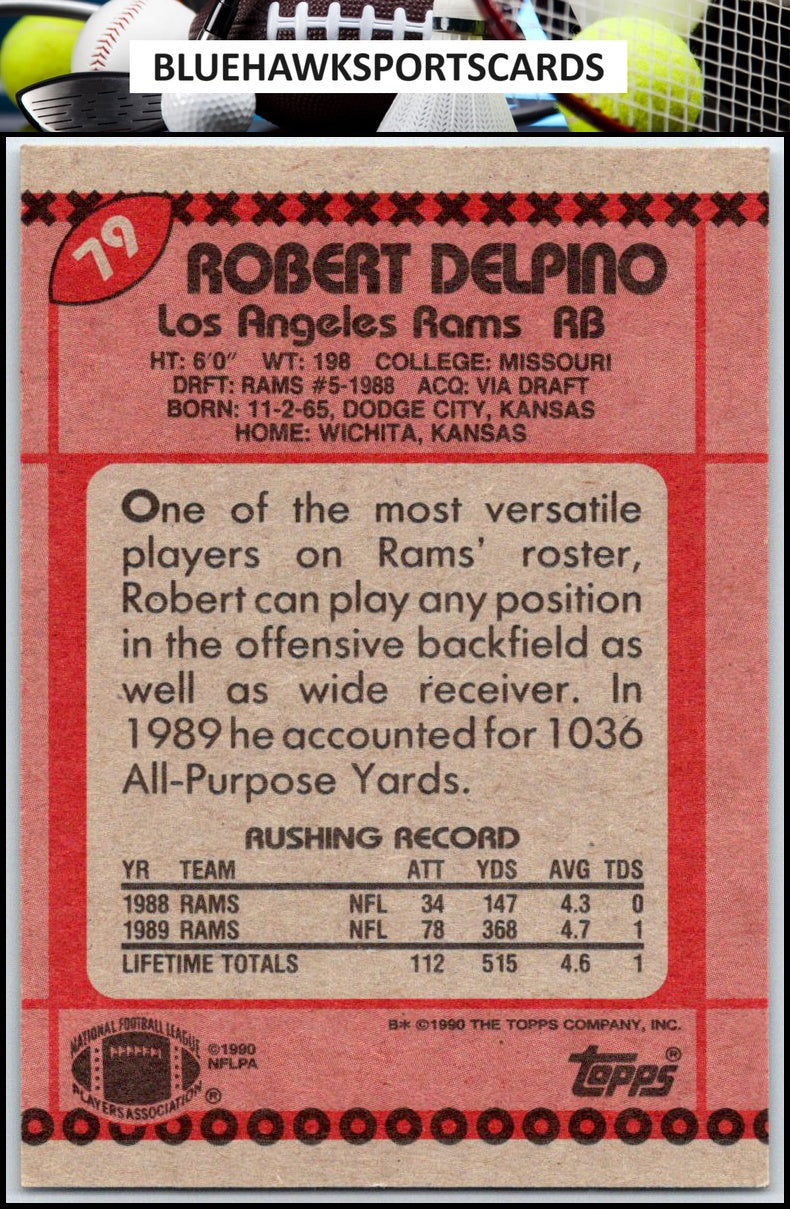 BLUEHAWKSPORTSCARDS
79
ROBERT DELPINO
Los Angeles Rams RB
HT: 6'0" WT: 198 COLLEGE: MISSOURI
DRFT: RAMS #5-1988 ACQ: VIA DRAFT
BORN: 11-2-65, DODGE CITY, KANSAS
HOME: WICHITA, KANSAS
One of the most versatile
players on Rams' roster,
Robert can play any position
in the offensive backfield as
well as wide receiver. In
1989 he accounted for 1036
All-Purpose Yards.
RUSHING RECORD
YR TEAM ATT YDS AVG TDS
1988 RAMS NFL 34 147 4.3 0
1989 RAMS NFL 78 368 4.7 1
LIFETIME TOTALS 112 515 4.6 1
B* ©1990 THE TOPPS COMPANY, INC.
NATIONAL FOOTBALL LEAGUE
PLAYERS ASSOCIATION ®
©1990
NFLPA
topps®